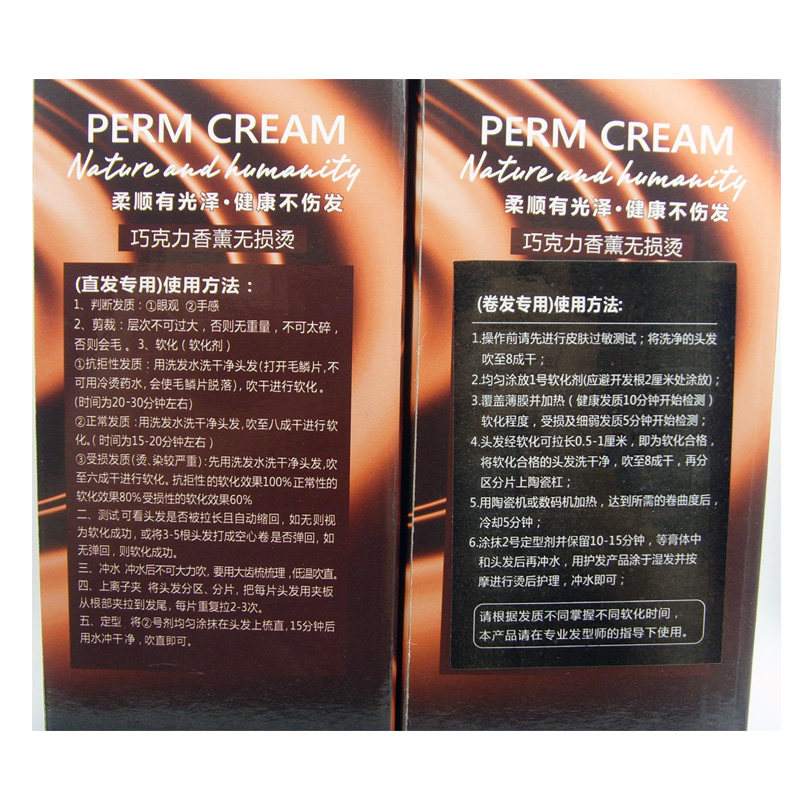 PERM CREAM
Nature and humanity
柔顺有光泽·健康不伤发
巧克力香薰无损烫
(直发专用)使用方法：
1、判断发质：①眼观 ②手感
2、剪裁：层次不可过大，否则无重量，不可太碎，
否则会毛。3、软化（软化剂）
①抗拒性发质：用洗发水洗干净头发(打开毛鳞片,不
可用冷烫药水,会使毛鳞片脱落)，吹干进行软化。
(时间为20-30分钟左右)
②正常发质：用洗发水洗干净头发,吹至八成干进行软
化。(时间为15-20分钟左右)
③受损发质(烫、染较严重)：先用洗发水洗干净头发，吹
至六成干进行软化。抗拒性的软化效果100%正常性的
软化效果80%受损性的软化效果60%
二、测试可看头发是否被拉长且自动缩回，如无则视
为软化成功，或将3-5根头发打成空心卷是否弹回，如
无弹回，则软化成功。
三、冲水 冲水后不可大力吹，要用大齿梳梳理，低温吹直。
四、上离子夹 将头发分区、分片，把每片头发用夹板
从根部夹拉到发尾，每片重复拉2-3次。
五、定型 将②号剂均匀涂抹在头发上梳直，15分钟后
用水冲干净，吹直即可。
PERM CREAM
Nature and humanity
柔顺有光泽·健康不伤发
巧克力香薰无损烫
(卷发专用)使用方法:
1.操作前请先进行皮肤过敏测试；将洗净的头发
吹至8成干；
2.均匀涂放1号软化剂(应避开发根2厘米处涂放)；
3.覆盖薄膜并加热（健康发质10分钟开始检测）
软化程度，受损及细弱发质5分钟开始检测；
4.头发经软化可拉长0.5-1厘米，即为软化合格，
将软化合格的头发洗干净，吹至8成干，再分
区分片上陶瓷杠；
5.用陶瓷机或数码机加热，达到所需的卷曲度后，
冷却5分钟；
6.涂抹2号定型剂并保留10-15分钟，等膏体中
和头发后再冲水，用护发产品涂于湿发并按
摩进行烫后护理，冲水即可；
请根据发质不同掌握不同软化时间，
本产品请在专业发型师的指导下使用。